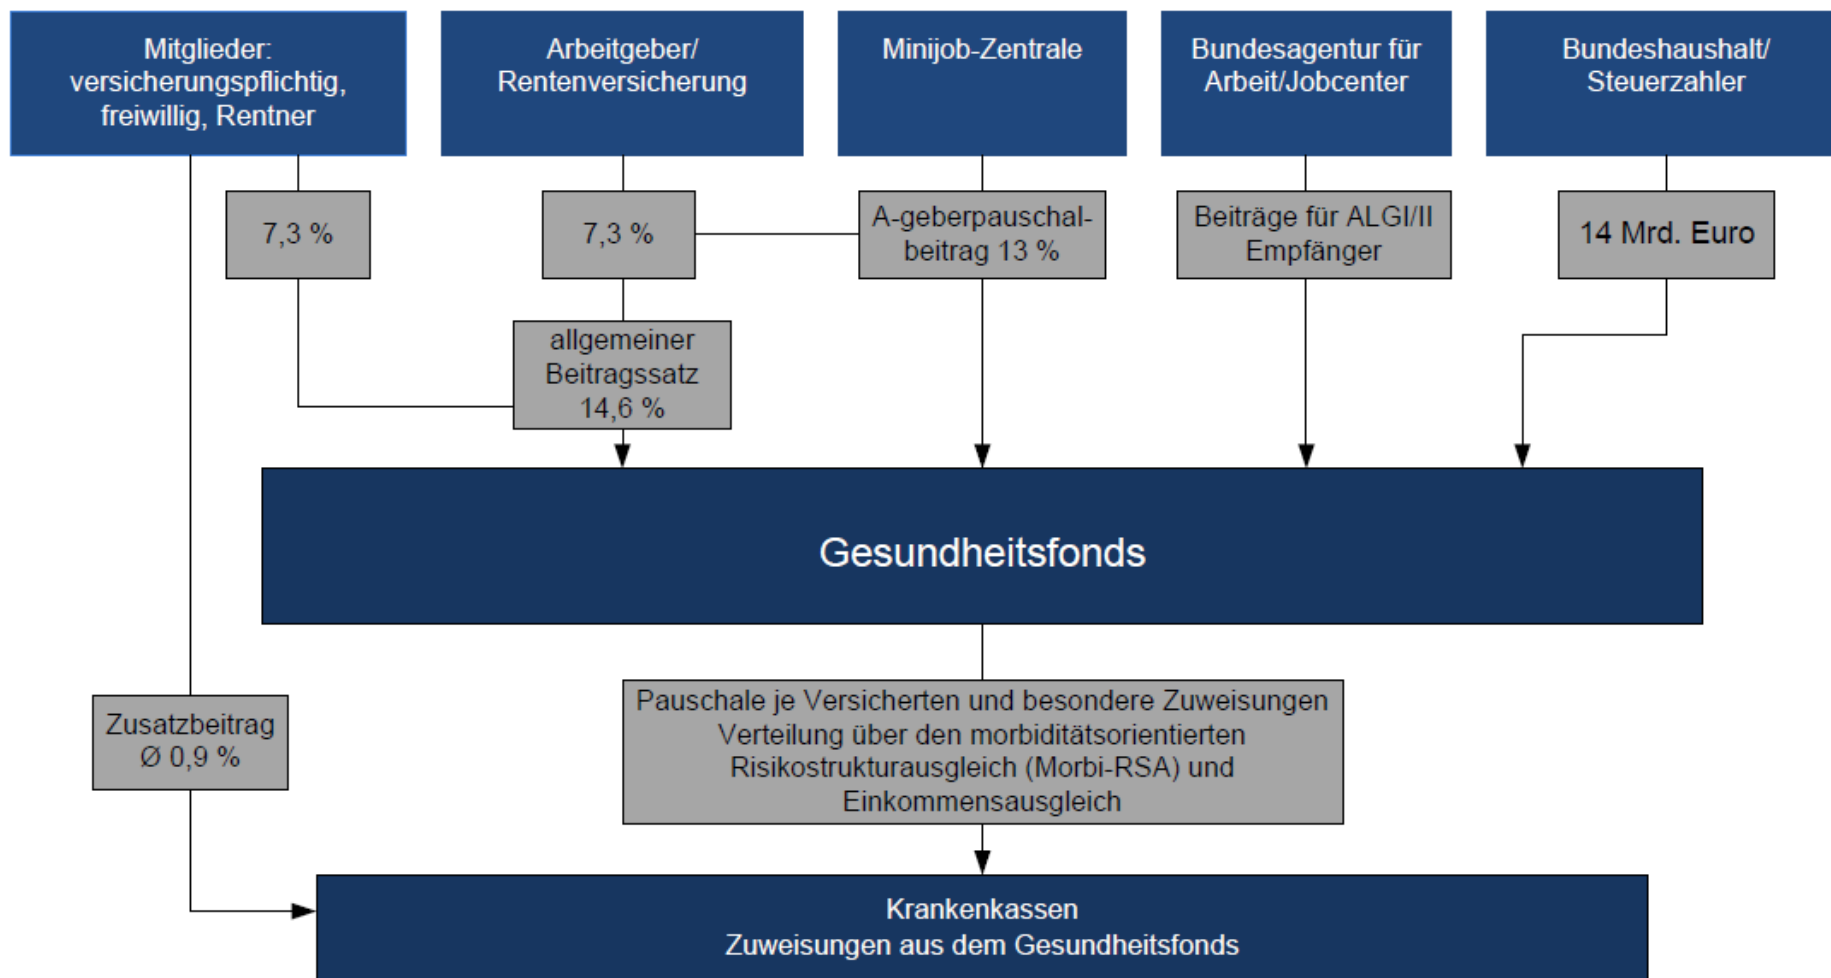 Mitglieder:
versicherungspflichtig,
freiwillig, Rentner
Arbeitgeber/
Rentenversicherung
Minijob-Zentrale
Bundesagentur für
Arbeit/Jobcenter
Bundeshaushalt/
Steuerzahler
7,3 %
7,3 %
A-geberpauschal-
beitrag 13 %
Beiträge für ALGI/II
Empfänger
14 Mrd. Euro
allgemeiner
Beitragssatz
14,6 %
Gesundheitsfonds
Zusatzbeitrag
Ø 0,9 %
Pauschale je Versicherten und besondere Zuweisungen
Verteilung über den morbiditätsorientierten
Risikostrukturausgleich (Morbi-RSA) und
Einkommensausgleich
Krankenkassen
Zuweisungen aus dem Gesundheitsfonds